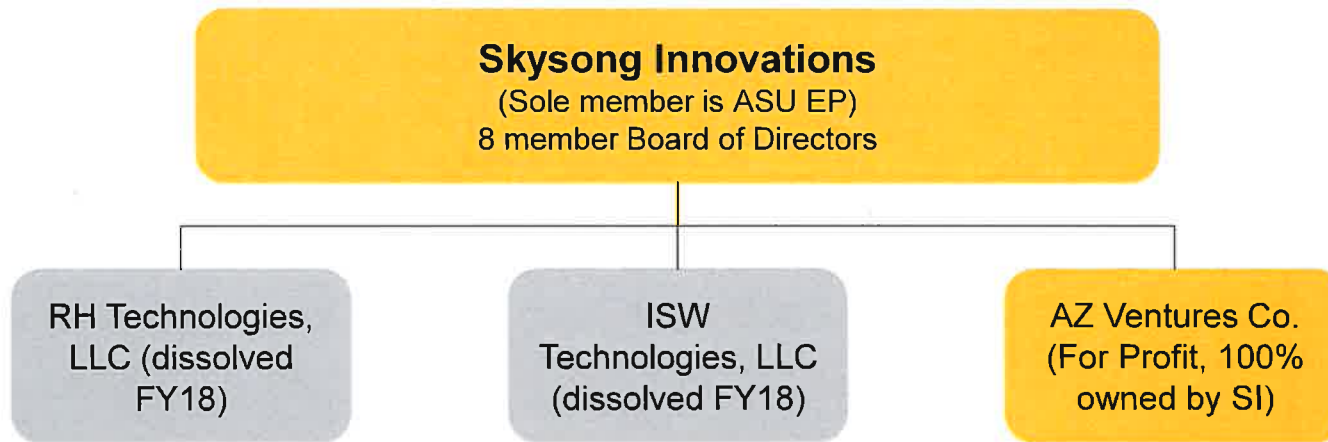 Skysong Innovations
(Sole member is ASU EP)
8 member Board of Directors
RH Technologies,
LLC (dissolved
FY18)
ISW
Technologies, LLC
(dissolved FY18)
AZ Ventures Co.
(For Profit, 100%
owned by SI)